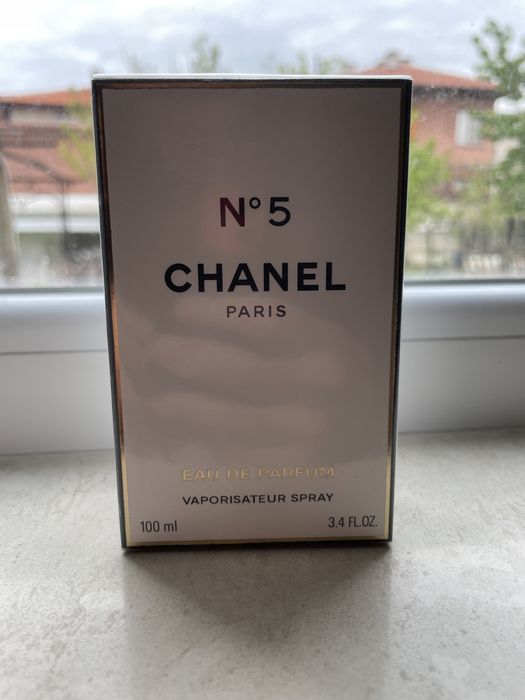 N°5
CHANEL
PARIS
EAU DE PARFUM
VAPORISATEUR SPRAY
100 ml 3.4 FL.OZ.